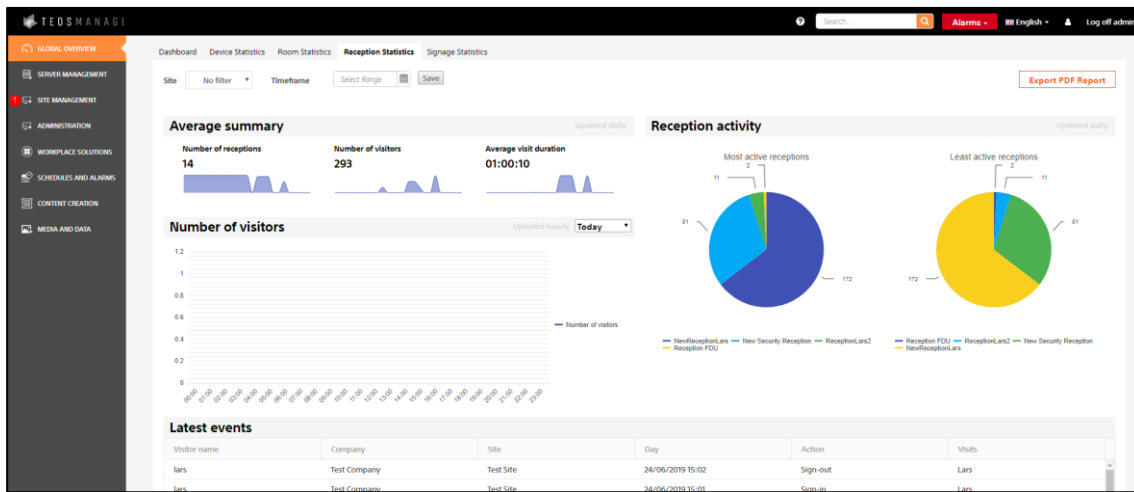 TEOSMANAGI
Search...
Alarms
English
Log off admin
GLOBAL OVERVIEW
SERVER MANAGEMENT
1 SITE MANAGEMENT
ADMINISTRATION
WORKPLACE SOLUTIONS
SCHEDULES AND ALARMS
CONTENT CREATION
MEDIA AND DATA
Dashboard Device Statistics Room Statistics Reception Statistics Signage Statistics
Site No filter Timeframe Select Range Save Export PDF Report
Average summary Updated daily
Number of receptions Number of visitors Average visit duration
14 293 01:00:10
Number of visitors Updated hourly Today
1.2
1
0.8
0.6
0.4
0.2
0
00:00 01:00 02:00 03:00 04:00 05:00 06:00 07:00 08:00 09:00 10:00 11:00 12:00 13:00 14:00 15:00 16:00 17:00 18:00 19:00 20:00 21:00 22:00 23:00
Number of visitors
Reception activity Updated daily
Most active receptions
2
11
81
172
NewReceptionLars New Security Reception ReceptionLars2
Reception FDU
Least active receptions
2
11
81
172
Reception FDU ReceptionLars2 New Security Reception
NewReceptionLars
Latest events
Visitor name Company Site Day Action Visits
lars Test Company Test Site 24/06/2019 15:02 Sign-out Lars
lars Test Company Test Site 24/06/2019 15:01 Sign-in Lars